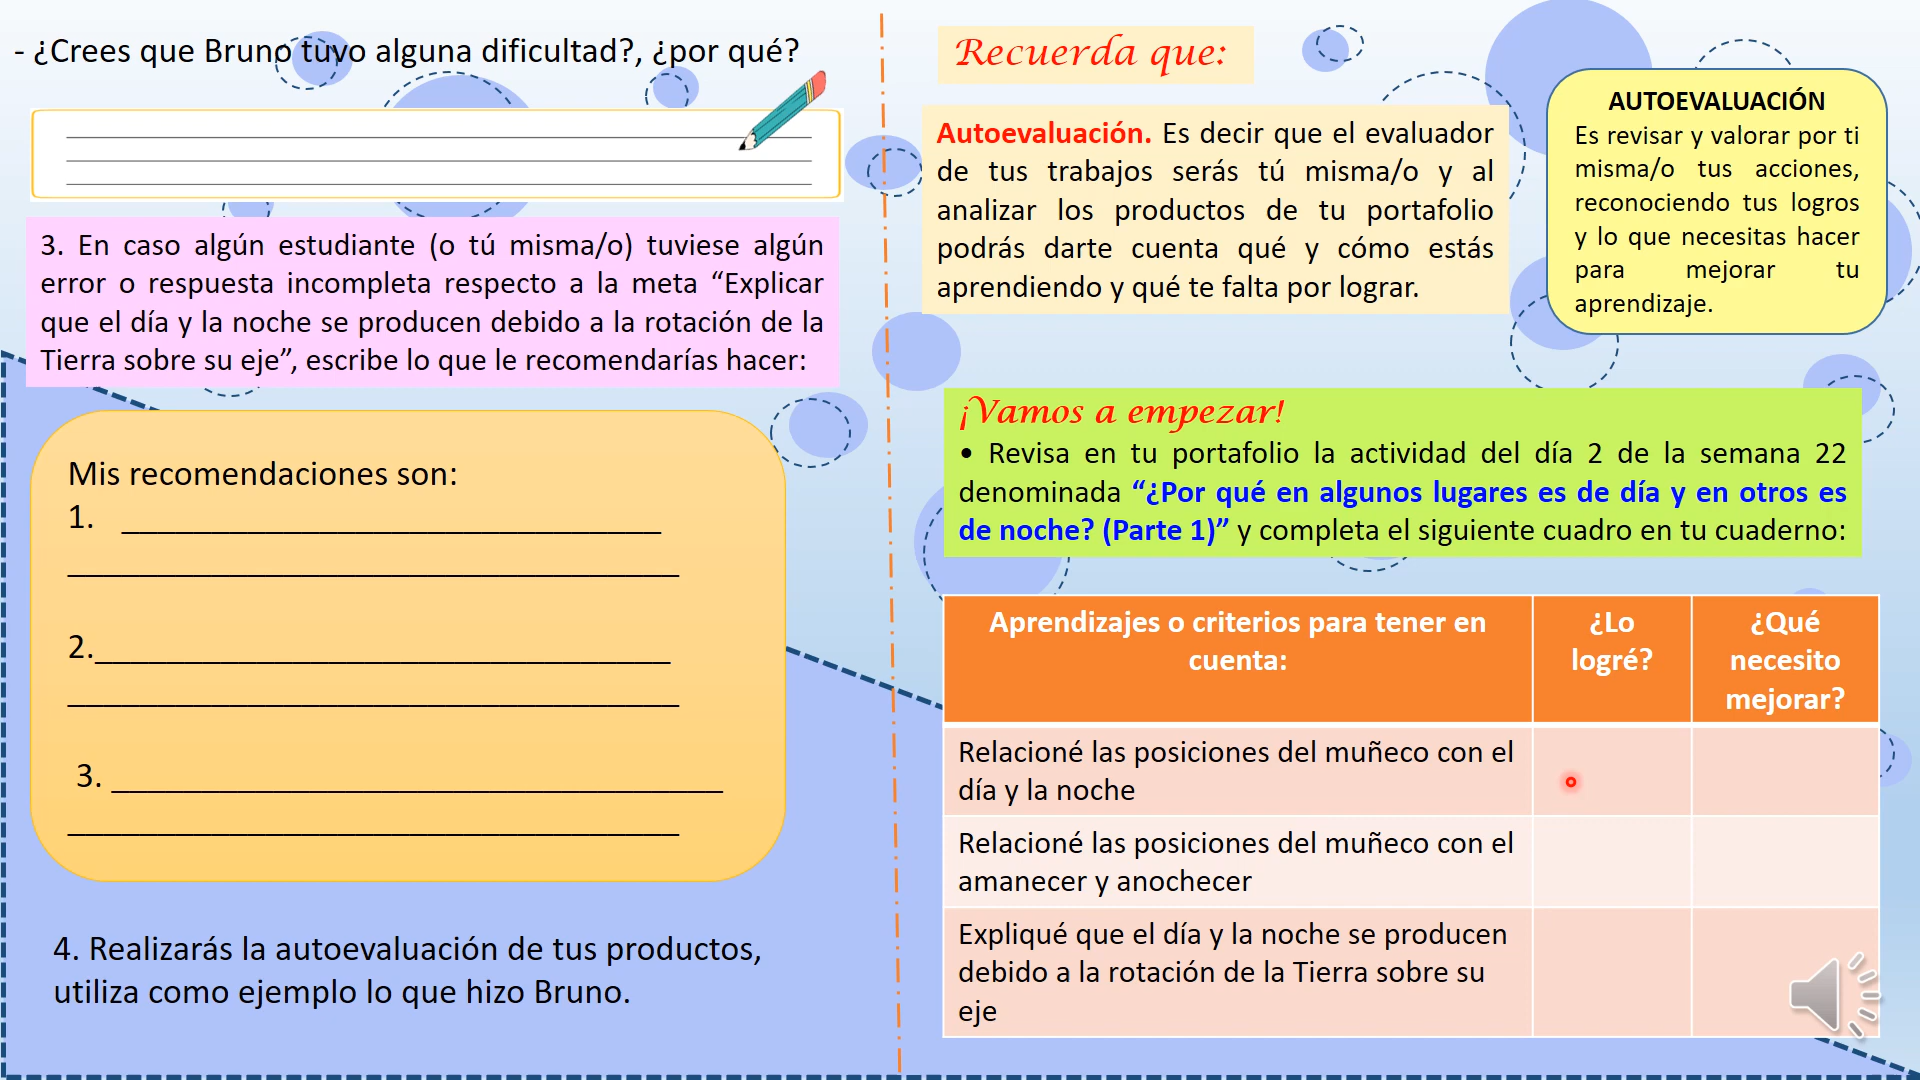 - ¿Crees que Bruno tuvo alguna dificultad?, ¿por qué?
3. En caso algún estudiante (o tú misma/o) tuviese algún
error o respuesta incompleta respecto a la meta “Explicar
que el día y la noche se producen debido a la rotación de la
Tierra sobre su eje”, escribe lo que le recomendarías hacer:
Mis recomendaciones son:
1. ______________________________
__________________________________
2.________________________________
__________________________________
3. __________________________________
__________________________________
4. Realizarás la autoevaluación de tus productos,
utiliza como ejemplo lo que hizo Bruno.
Recuerda que:
Autoevaluación. Es decir que el evaluador
de tus trabajos serás tú misma/o y al
analizar los productos de tu portafolio
podrás darte cuenta qué y cómo estás
aprendiendo y qué te falta por lograr.
AUTOEVALUACIÓN
Es revisar y valorar por ti
misma/o tus acciones,
reconociendo tus logros
y lo que necesitas hacer
para mejorar tu
aprendizaje.
¡Vamos a empezar!
• Revisa en tu portafolio la actividad del día 2 de la semana 22
denominada “¿Por qué en algunos lugares es de día y en otros es
de noche? (Parte 1)” y completa el siguiente cuadro en tu cuaderno:
Aprendizajes o criterios para tener en
cuenta:
¿Lo
logré?
¿Qué
necesito
mejorar?
Relacioné las posiciones del muñeco con el
día y la noche
Relacioné las posiciones del muñeco con el
amanecer y anochecer
Expliqué que el día y la noche se producen
debido a la rotación de la Tierra sobre su
eje